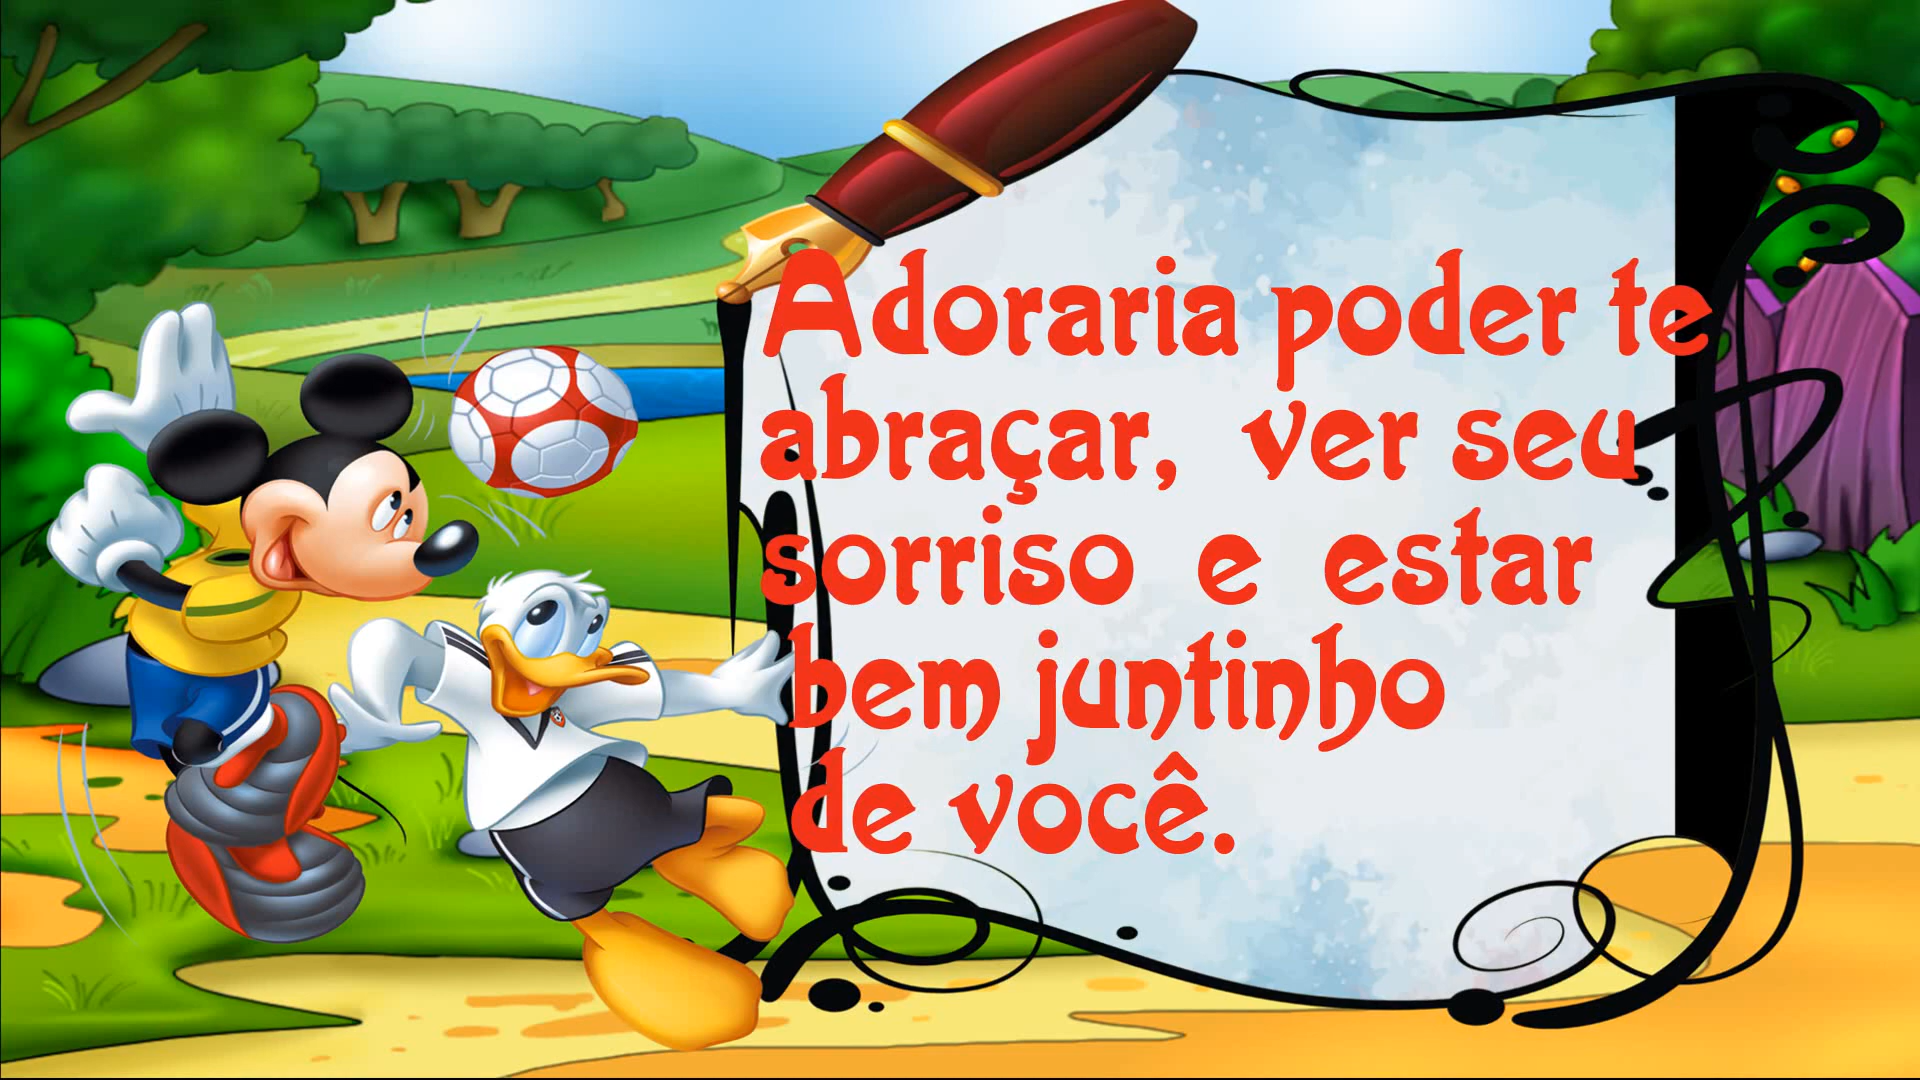 Adoraria poder te
abraçar, ver seu
sorriso e estar
bem juntinho
de você.